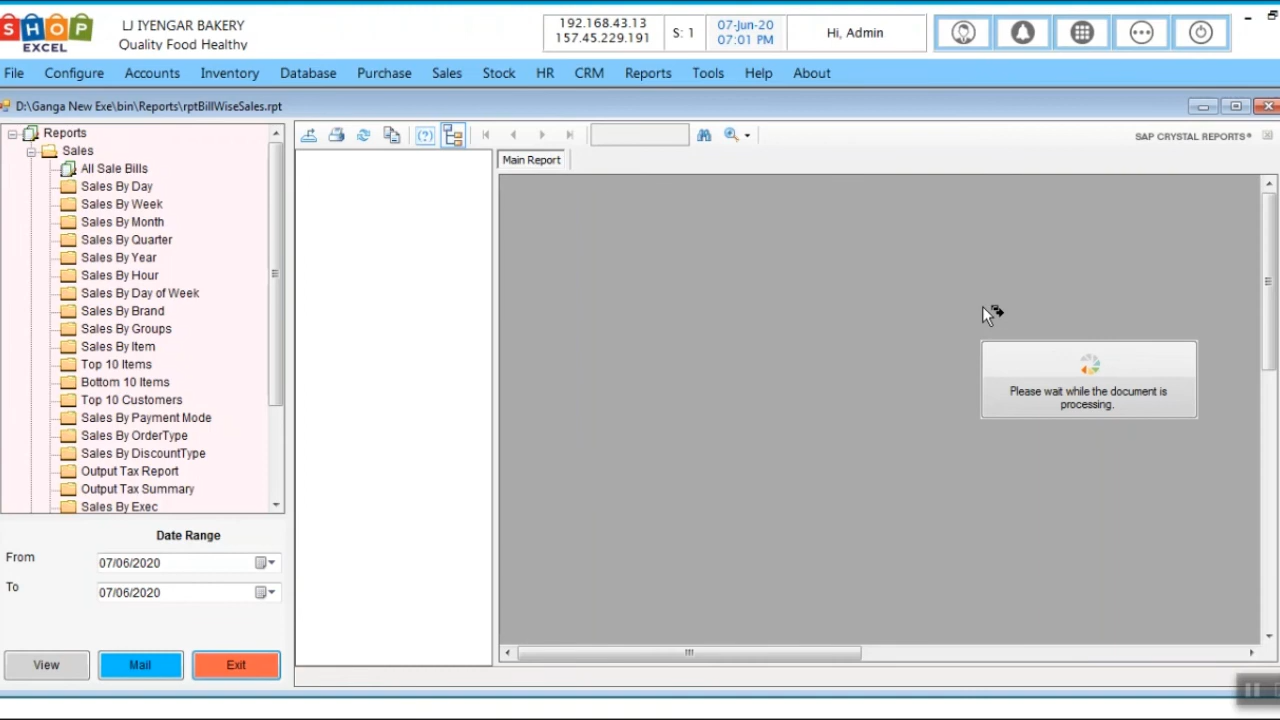 SHOP
EXCEL
LJ IYENGAR BAKERY
Quality Food Healthy
192.168.43.13
157.45.229.191
S: 1
07-Jun-20
07:01 PM
Hi, Admin
File Configure Accounts Inventory Database Purchase Sales Stock HR CRM Reports Tools Help About
D:\Ganga New Exe\bin\Reports\rptBillWiseSales.rpt
SAP CRYSTAL REPORTS®
Main Report
Reports
Sales
All Sale Bills
Sales By Day
Sales By Week
Sales By Month
Sales By Quarter
Sales By Year
Sales By Hour
Sales By Day of Week
Sales By Brand
Sales By Groups
Sales By Item
Top 10 Items
Bottom 10 Items
Top 10 Customers
Sales By Payment Mode
Sales By OrderType
Sales By DiscountType
Output Tax Report
Output Tax Summary
Sales By Exec
Please wait while the document is
processing.
Date Range
From 07/06/2020
To 07/06/2020
View Mail Exit